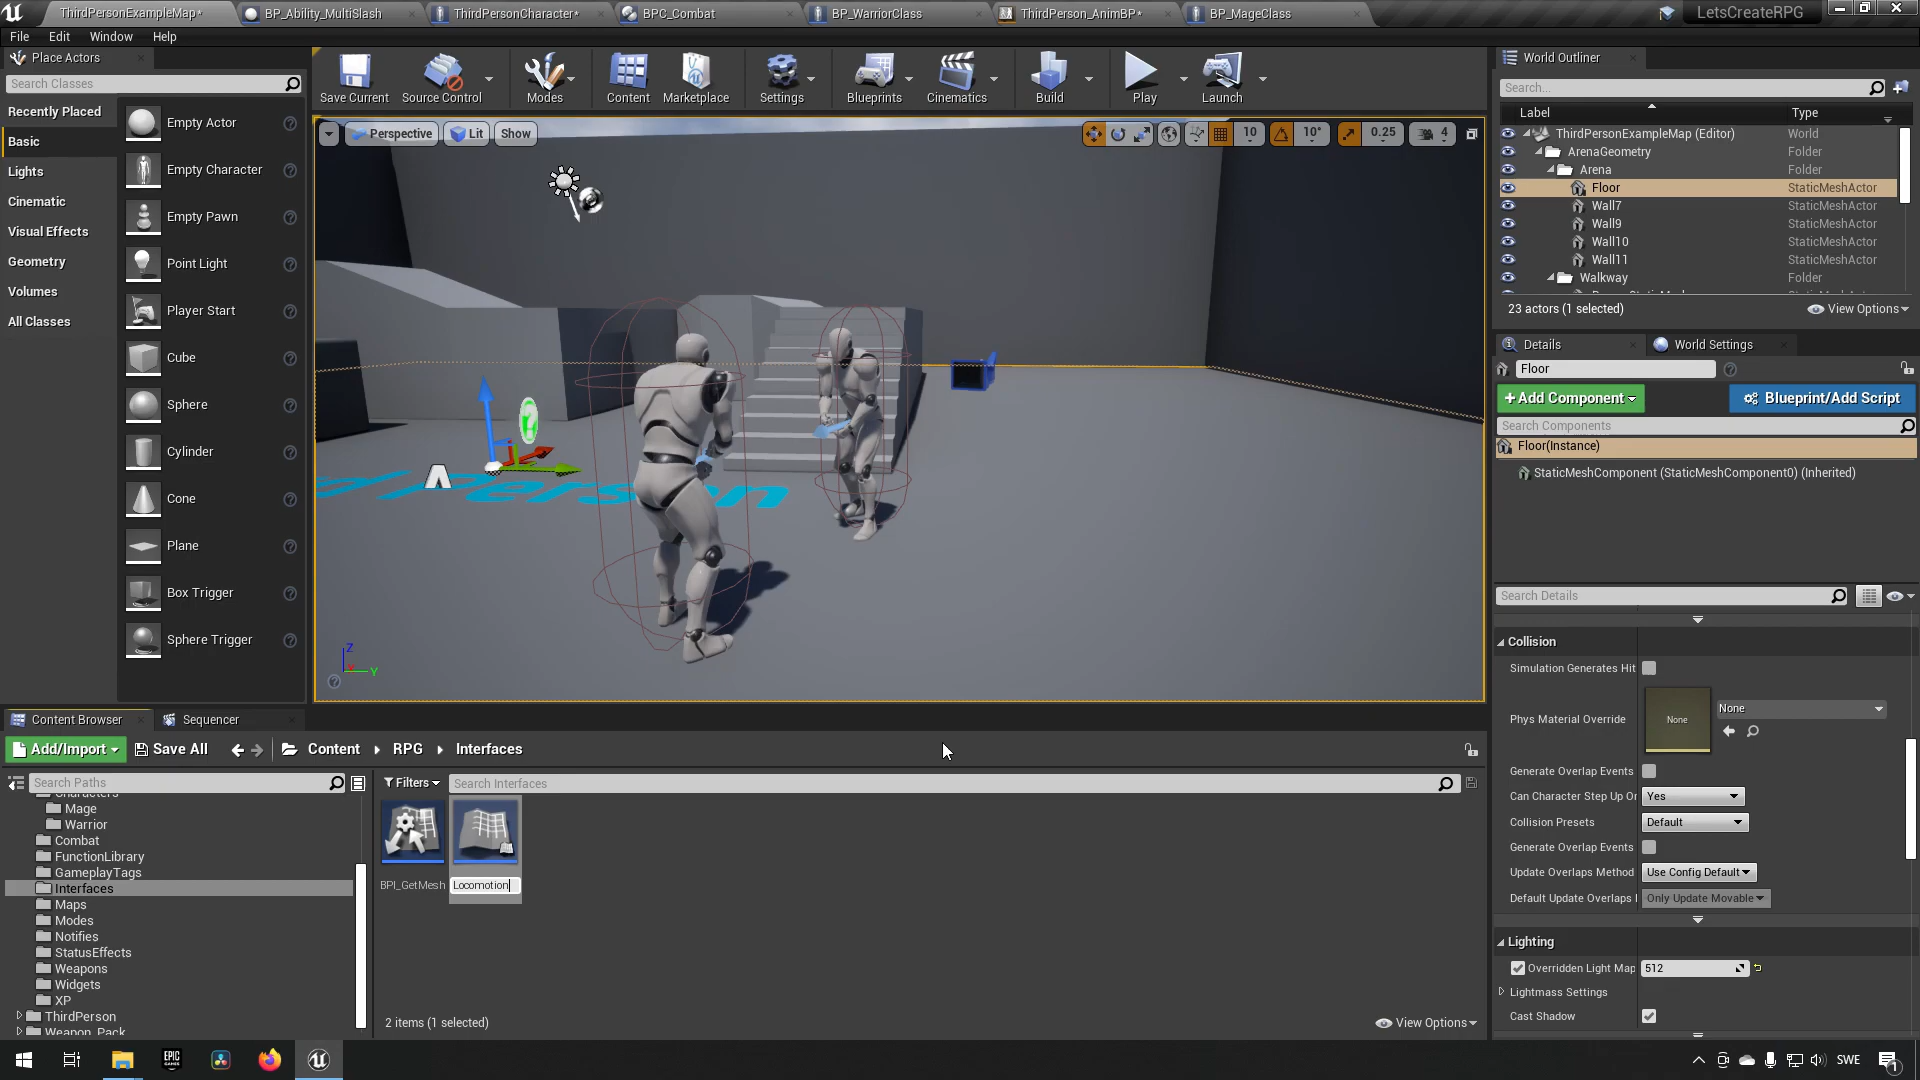 ThirdPersonExampleMap*
BP_Ability_MultiSlash
ThirdPersonCharacter*
BPC_Combat
BP_WarriorClass
ThirdPerson_AnimBP*
BP_MageClass
LetsCreateRPG
File Edit Window Help
Place Actors
Search Classes
Recently Placed
Basic
Lights
Cinematic
Visual Effects
Geometry
Volumes
All Classes
Empty Actor
Empty Character
Empty Pawn
Point Light
Player Start
Cube
Sphere
Cylinder
Cone
Plane
Box Trigger
Sphere Trigger
Save Current
Source Control
Modes
Content
Marketplace
Settings
Blueprints
Cinematics
Build
Play
Launch
Perspective
Lit
Show
10
10°
0.25
4
Z
Y
World Outliner
Search...
Label
Type
ThirdPersonExampleMap (Editor) World
ArenaGeometry Folder
Arena Folder
Floor StaticMeshActor
Wall7 StaticMeshActor
Wall9 StaticMeshActor
Wall10 StaticMeshActor
Wall11 StaticMeshActor
Walkway Folder
23 actors (1 selected)
View Options
Details
World Settings
Floor
+Add Component
Blueprint/Add Script
Search Components
Floor(Instance)
StaticMeshComponent (StaticMeshComponent0) (Inherited)
Search Details
Collision
Simulation Generates Hit
Phys Material Override
None
None
Generate Overlap Events
Can Character Step Up On
Yes
Collision Presets
Default
Generate Overlap Events
Update Overlaps Method
Use Config Default
Default Update Overlaps
Only Update Movable
Lighting
Overridden Light Map
512
Lightmass Settings
Cast Shadow
Content Browser
Sequencer
Add/Import
Save All
Content
RPG
Interfaces
Search Paths
Filters
Search Interfaces
Characters
Mage
Warrior
Combat
FunctionLibrary
GameplayTags
Interfaces
Maps
Modes
Notifies
StatusEffects
Weapons
Widgets
XP
ThirdPerson
Weapon_Pack
BPI_GetMesh
Locomotion
2 items (1 selected)
View Options
EPIC
GAMES
SWE
1